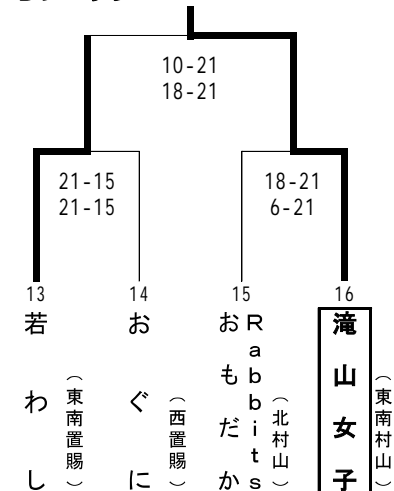 10-21
18-21
21-15
21-15
18-21
6-21
13
14
15
16
若わし
（東南置賜）
おぐに
（西置賜）
おもだか
Rabbits
（北村山）
滝山女子
（東南村山）